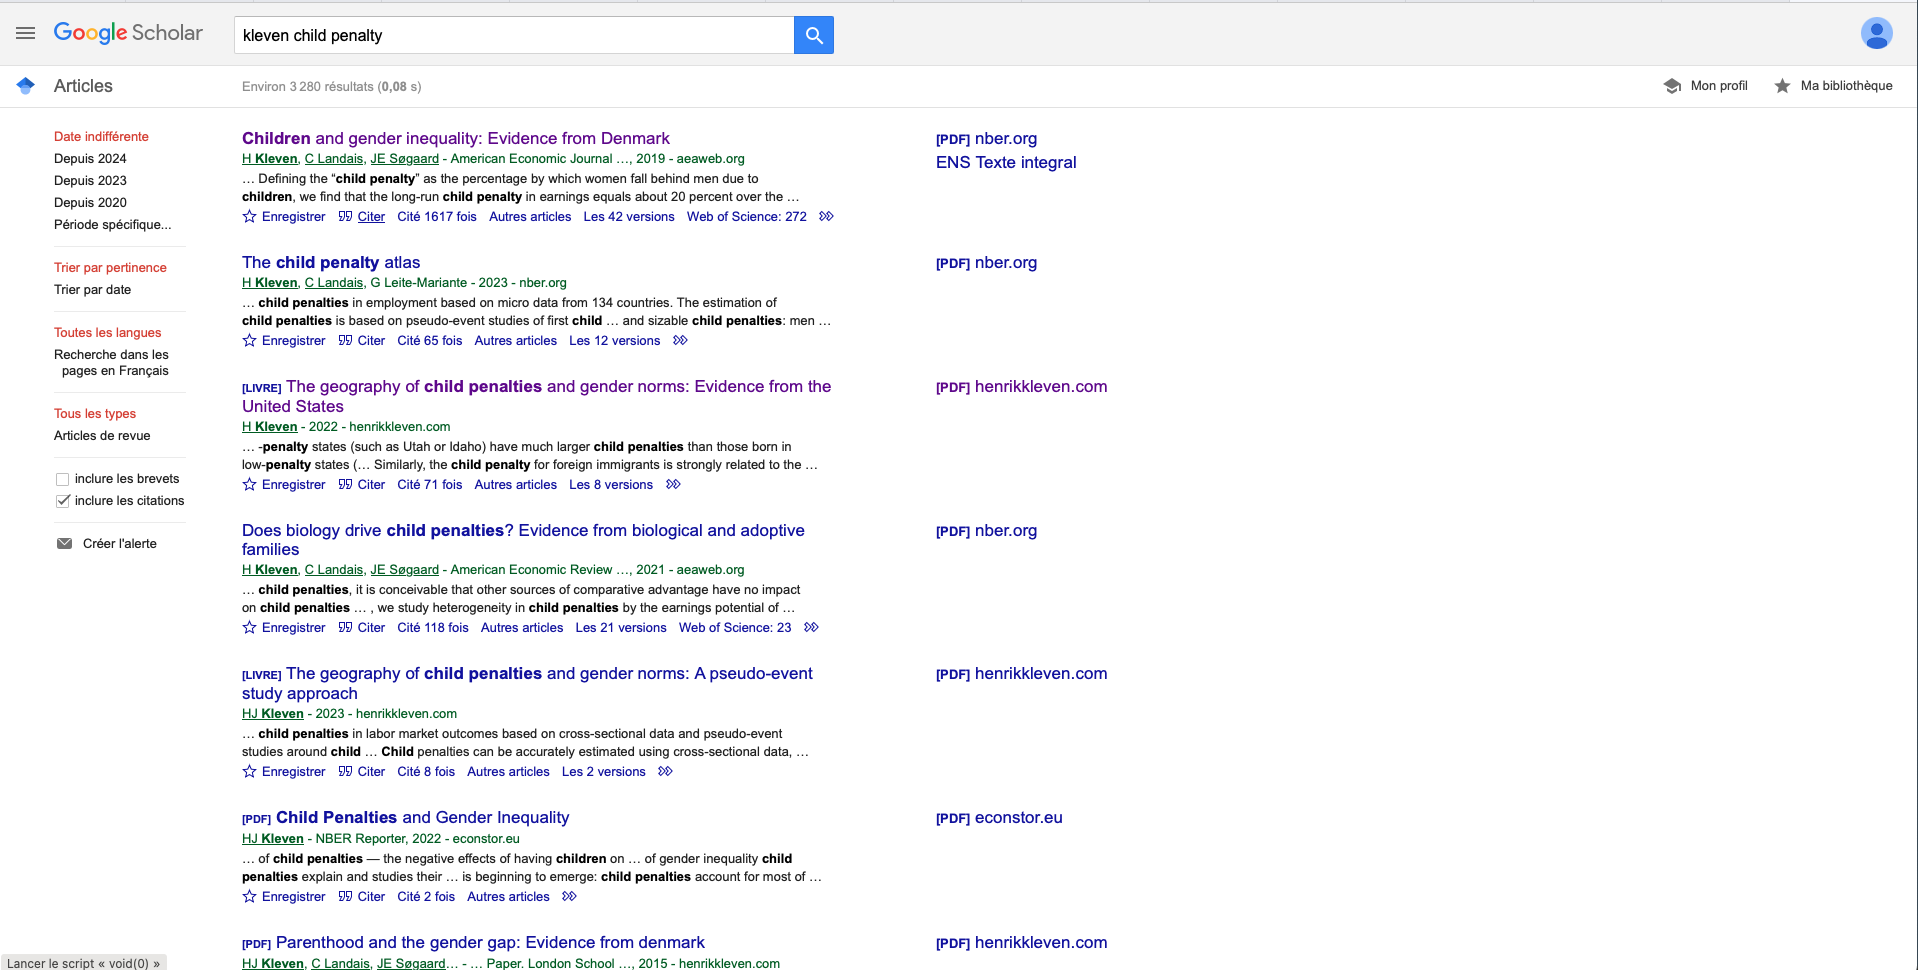 Google Scholar
kleven child penalty
Articles
Environ 3 280 résultats (0,08 s)
Mon profil
Ma bibliothèque
Date indifférente
Depuis 2024
Depuis 2023
Depuis 2020
Période spécifique...
Trier par pertinence
Trier par date
Toutes les langues
Recherche dans les
pages en Français
Tous les types
Articles de revue
inclure les brevets
inclure les citations
Créer l'alerte
Children and gender inequality: Evidence from Denmark
H Kleven, C Landais, JE Søgaard - American Economic Journal …, 2019 - aeaweb.org
… Defining the “child penalty” as the percentage by which women fall behind men due to
children, we find that the long-run child penalty in earnings equals about 20 percent over the …
Enregistrer Citer Cité 1617 fois Autres articles Les 42 versions Web of Science: 272
[PDF] nber.org
ENS Texte integral
The child penalty atlas
H Kleven, C Landais, G Leite-Mariante - 2023 - nber.org
… child penalties in employment based on micro data from 134 countries. The estimation of
child penalties is based on pseudo-event studies of first child … and sizable child penalties: men …
Enregistrer Citer Cité 65 fois Autres articles Les 12 versions
[PDF] nber.org
[LIVRE] The geography of child penalties and gender norms: Evidence from the
United States
H Kleven - 2022 - henrikkleven.com
… -penalty states (such as Utah or Idaho) have much larger child penalties than those born in
low-penalty states (… Similarly, the child penalty for foreign immigrants is strongly related to the …
Enregistrer Citer Cité 71 fois Autres articles Les 8 versions
[PDF] henrikkleven.com
Does biology drive child penalties? Evidence from biological and adoptive
families
H Kleven, C Landais, JE Søgaard - American Economic Review …, 2021 - aeaweb.org
… child penalties, it is conceivable that other sources of comparative advantage have no impact
on child penalties … , we study heterogeneity in child penalties by the earnings potential of …
Enregistrer Citer Cité 118 fois Autres articles Les 21 versions Web of Science: 23
[PDF] nber.org
[LIVRE] The geography of child penalties and gender norms: A pseudo-event
study approach
HJ Kleven - 2023 - henrikkleven.com
… child penalties in labor market outcomes based on cross-sectional data and pseudo-event
studies around child … Child penalties can be accurately estimated using cross-sectional data, …
Enregistrer Citer Cité 8 fois Autres articles Les 2 versions
[PDF] henrikkleven.com
[PDF] Child Penalties and Gender Inequality
HJ Kleven - NBER Reporter, 2022 - econstor.eu
… of child penalties — the negative effects of having children on … of gender inequality child
penalties explain and studies their … is beginning to emerge: child penalties account for most of …
Enregistrer Citer Cité 2 fois Autres articles
[PDF] econstor.eu
[PDF] Parenthood and the gender gap: Evidence from denmark
HJ Kleven, C Landais, JE Søgaard… - … Paper. London School …, 2015 - henrikkleven.com
[PDF] henrikkleven.com
Lancer le script « void(0) »